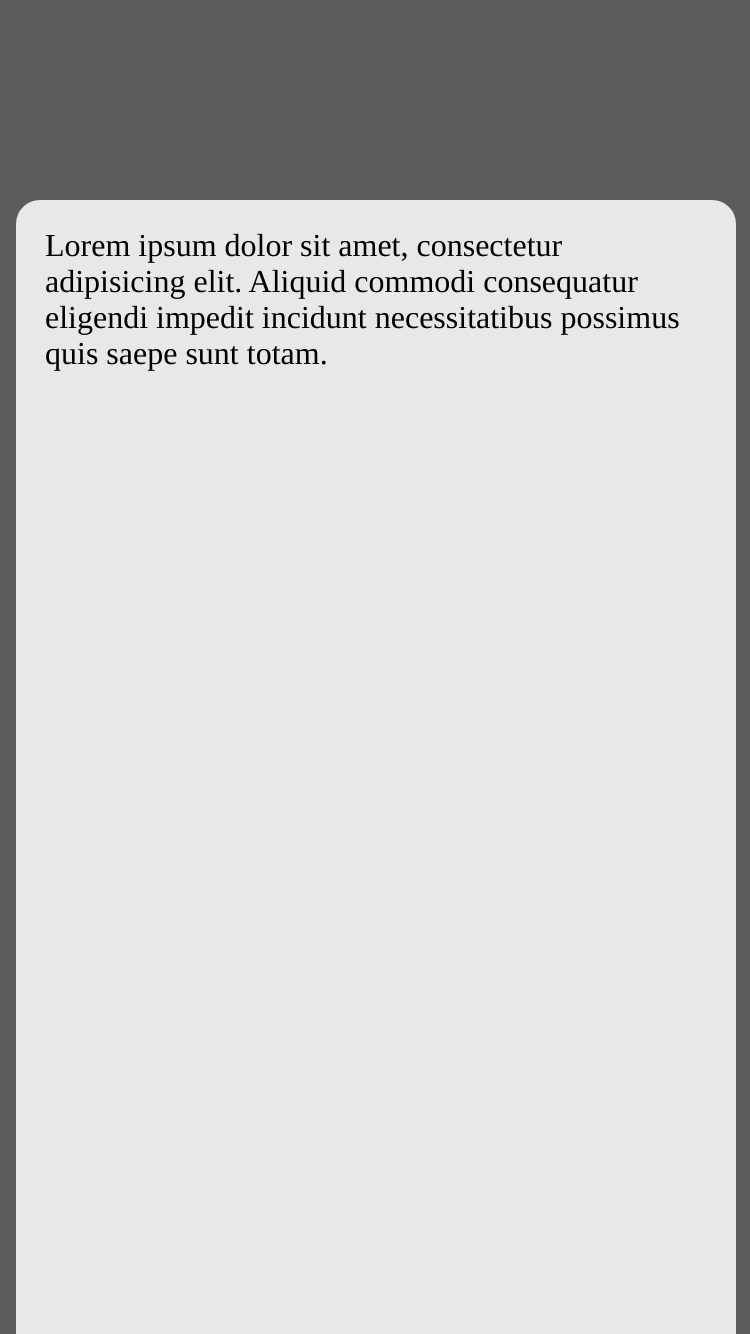 Lorem ipsum dolor sit amet, consectetur
adipisicing elit. Aliquid commodi consequatur
eligendi impedit incidunt necessitatibus possimus
quis saepe sunt totam.